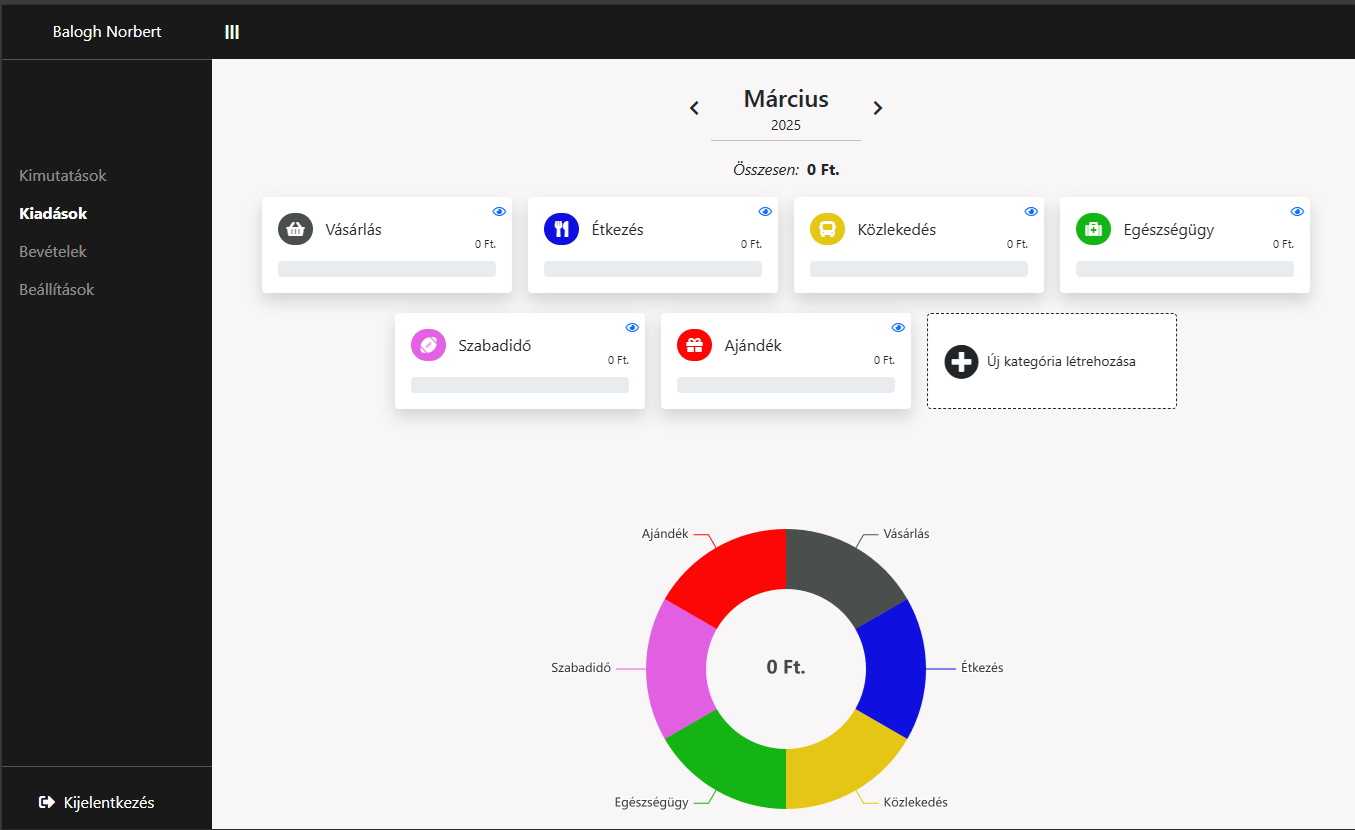 Balogh Norbert
Kimutatások
Kiadások
Bevételek
Beállítások
Kijelentkezés
Március
2025
Összesen: 0 Ft.
Vásárlás
0 Ft.
Étkezés
0 Ft.
Közlekedés
0 Ft.
Egészségügy
0 Ft.
Szabadidő
0 Ft.
Ajándék
0 Ft.
Új kategória létrehozása
Ajándék
Vásárlás
Szabadidő
0 Ft.
Étkezés
Egészségügy
Közlekedés